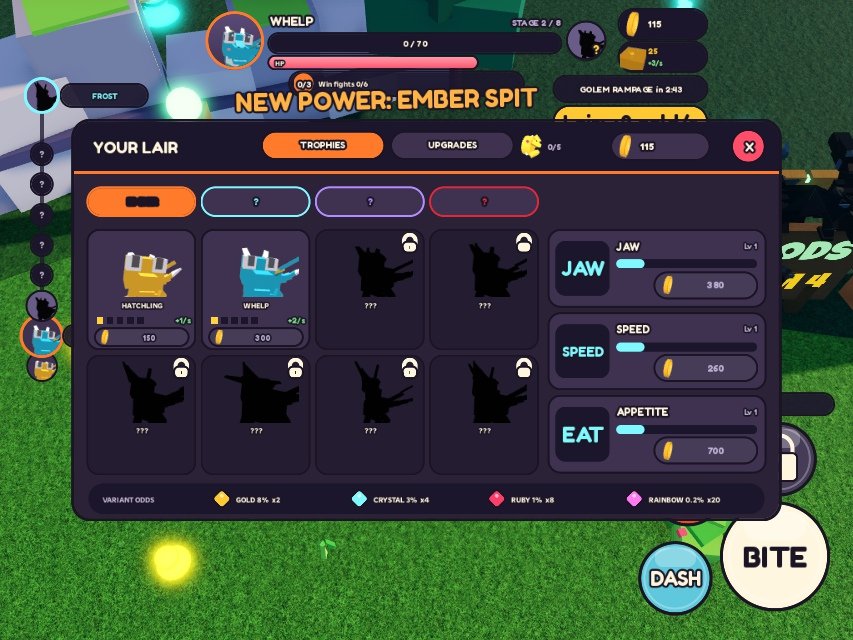 WHELP
STAGE 2 / 8
0 / 70
HP
0/3 Win fights 0/6
115
25
+3/s
GOLEM RAMPAGE in 2:43
FROST
?
?
?
?
?
?
NEW POWER: EMBER SPIT
YOUR LAIR
TROPHIES
UPGRADES
0/5
115
X
?
?
?
HATCHLING
+1/s
150
WHELP
+2/s
300
???
???
???
???
???
???
JAW
JAW
Lv 1
380
SPEED
SPEED
Lv 1
260
EAT
APPETITE
Lv 1
700
VARIANT ODDS
GOLD 8% x2
CRYSTAL 3% x4
RUBY 1% x8
RAINBOW 0.2% x20
DASH
BITE